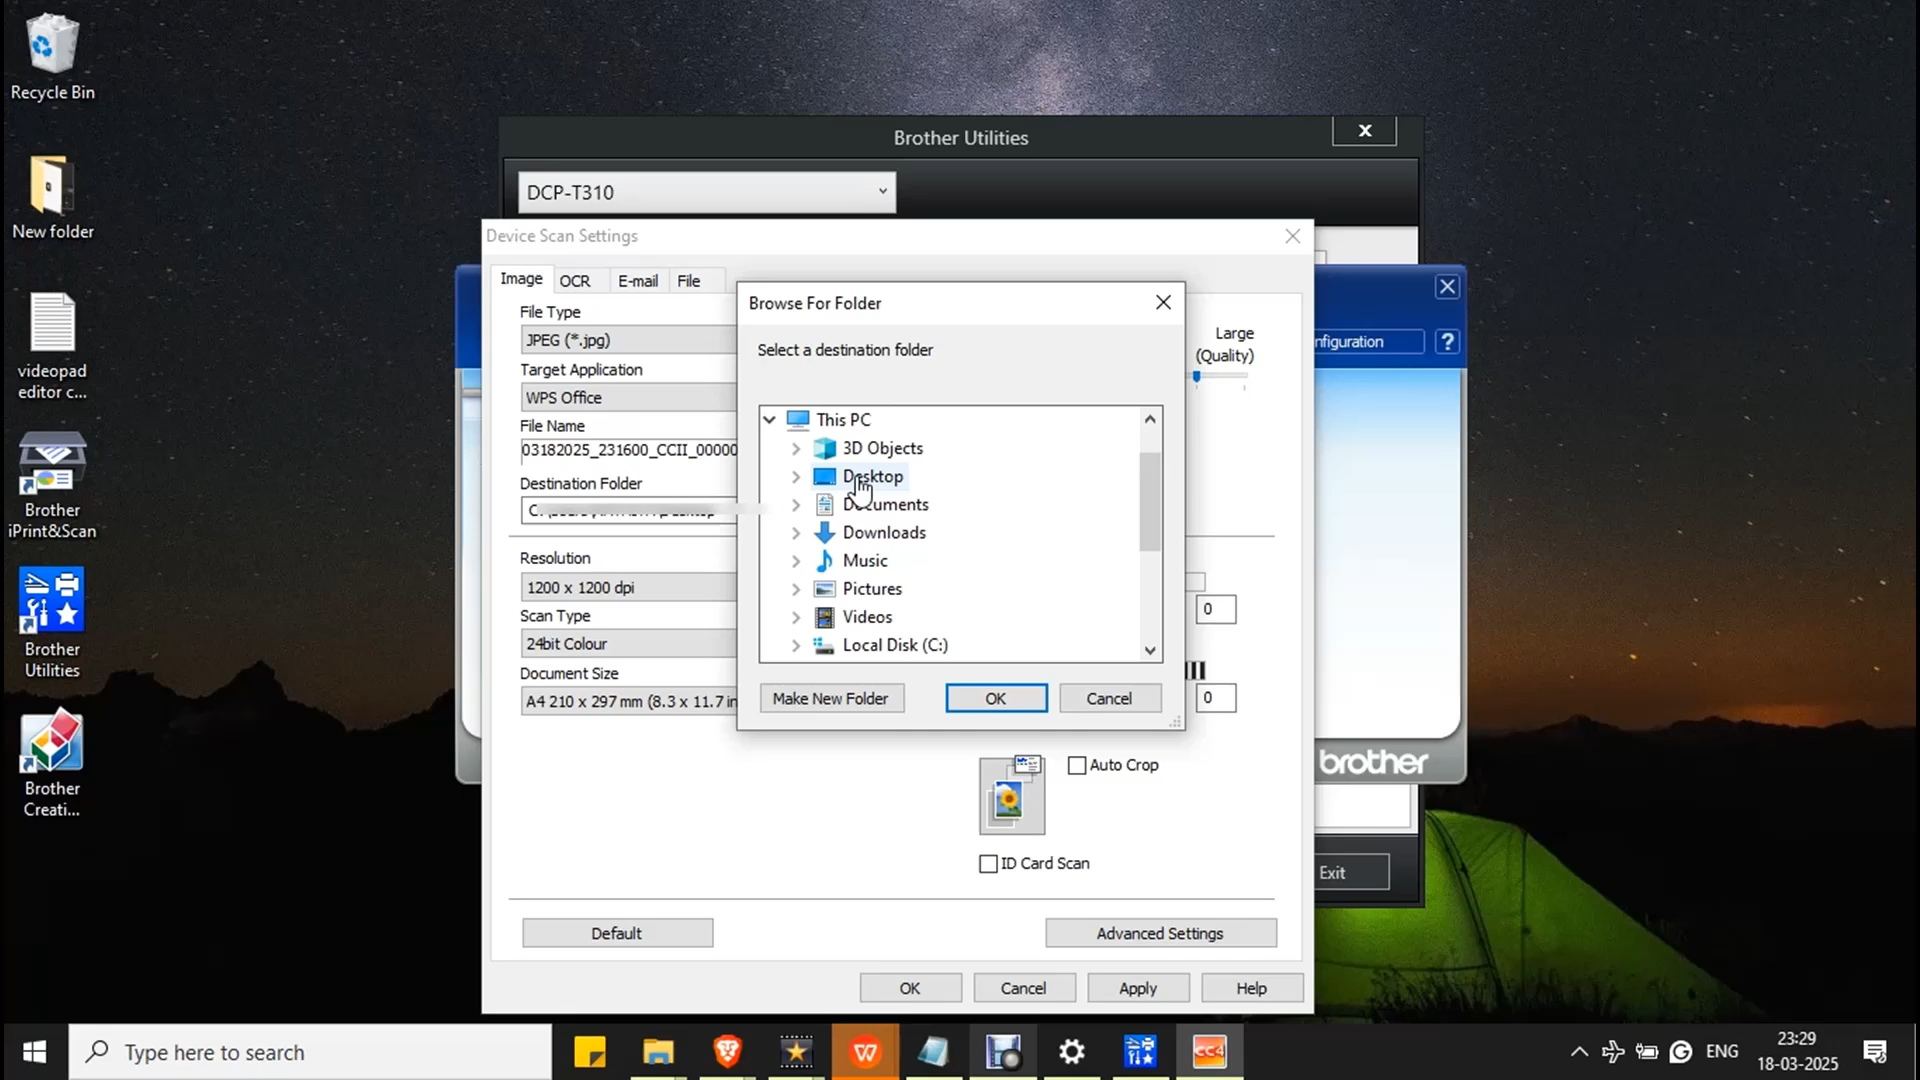 Recycle Bin
New folder
videopad
editor c...
Brother
iPrint&Scan
Brother
Utilities
Brother
Creati...
Brother Utilities
x
DCP-T310
Device Scan Settings
Image
OCR
E-mail
File
File Type
JPEG (*.jpg)
Target Application
WPS Office
File Name
03182025_231600_CCII_00000
Destination Folder
Resolution
1200 x 1200 dpi
Scan Type
24bit Colour
Document Size
A4 210 x 297 mm (8.3 x 11.7 in
Browse For Folder
Select a destination folder
This PC
3D Objects
Desktop
Documents
Downloads
Music
Pictures
Videos
Local Disk (C:)
Make New Folder
OK
Cancel
Large
(Quality)
nfiguration
?
0
0
Auto Crop
ID Card Scan
brother
Exit
Default
Advanced Settings
OK
Cancel
Apply
Help
Type here to search
W
CC4
ENG
23:29
18-03-2025